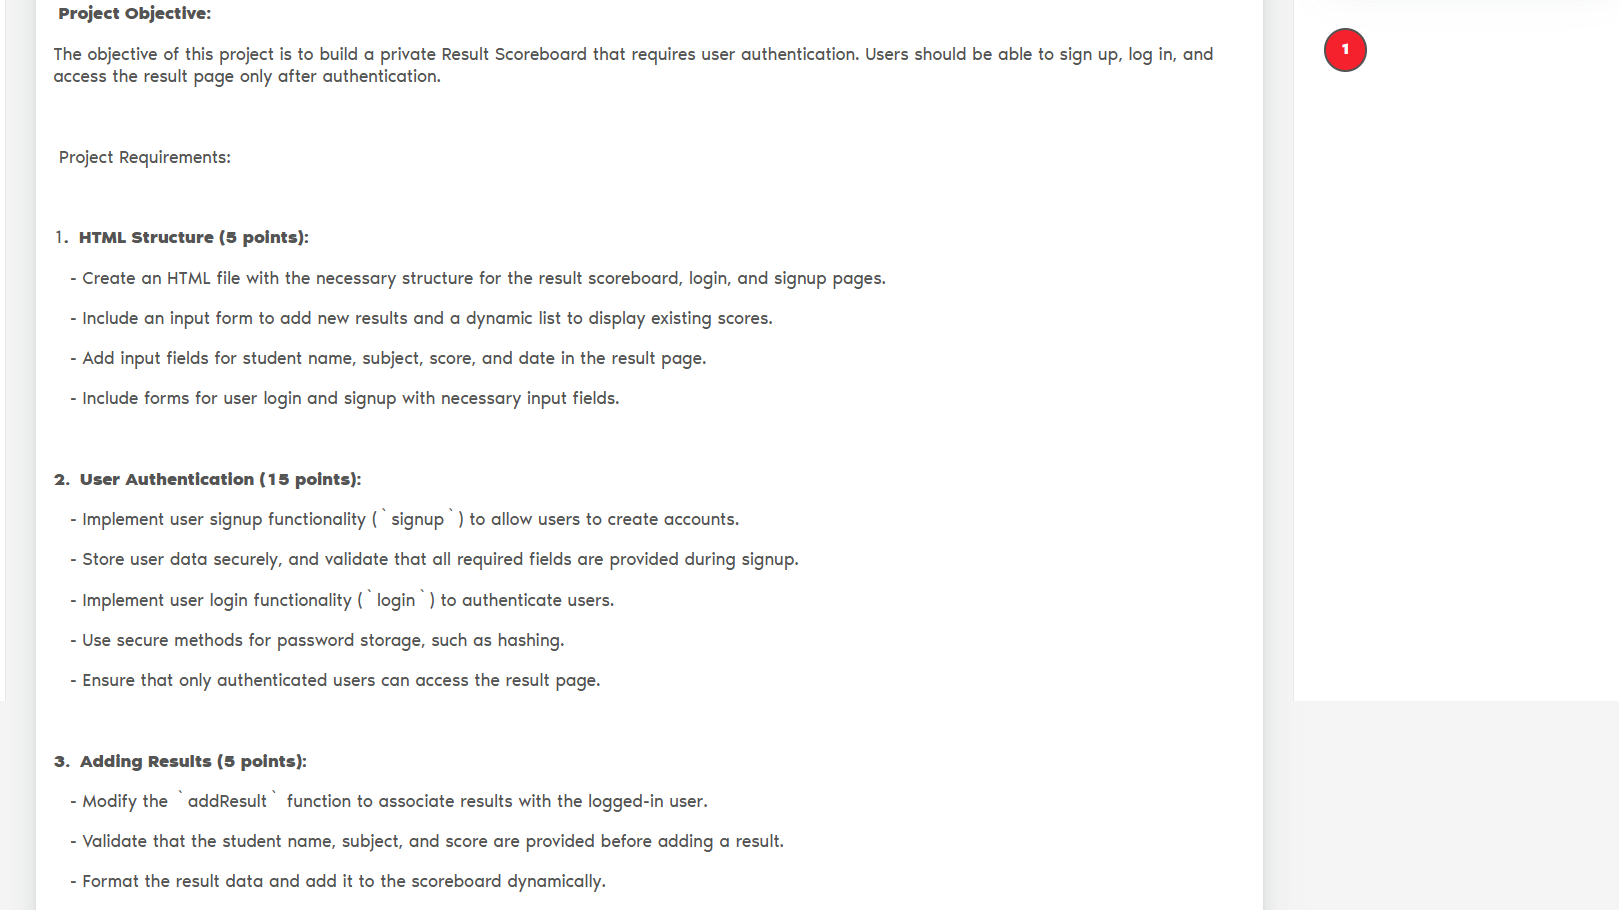 Project Objective:
The objective of this project is to build a private Result Scoreboard that requires user authentication. Users should be able to sign up, log in, and
access the result page only after authentication.
1
Project Requirements:
1. HTML Structure (5 points):
- Create an HTML file with the necessary structure for the result scoreboard, login, and signup pages.
- Include an input form to add new results and a dynamic list to display existing scores.
- Add input fields for student name, subject, score, and date in the result page.
- Include forms for user login and signup with necessary input fields.
2. User Authentication (15 points):
- Implement user signup functionality (`signup`) to allow users to create accounts.
- Store user data securely, and validate that all required fields are provided during signup.
- Implement user login functionality (`login`) to authenticate users.
- Use secure methods for password storage, such as hashing.
- Ensure that only authenticated users can access the result page.
3. Adding Results (5 points):
- Modify the `addResult` function to associate results with the logged-in user.
- Validate that the student name, subject, and score are provided before adding a result.
- Format the result data and add it to the scoreboard dynamically.